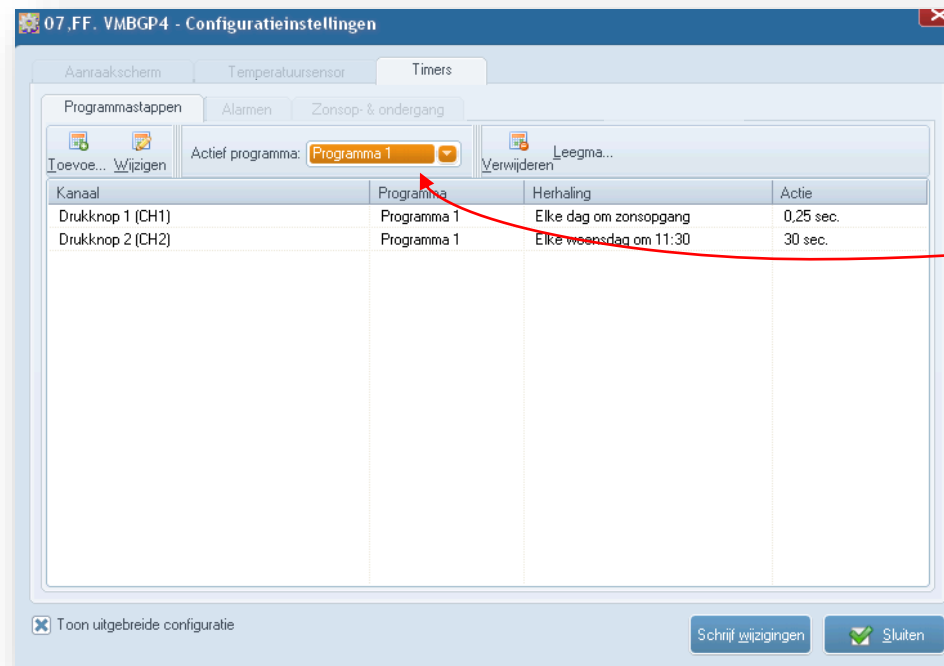 07,FF. VMBGP4 - Configuratieinstellingen
Aanraakscherm Temperatuursensor Timers
Programmastappen Alarmen Zonsop- & ondergang
Toevoe... Wijzigen Actief programma: Programma 1 Verwijderen Leegma...
Kanaal Programma Herhaling Actie
Drukknop 1 (CH1) Programma 1 Elke dag om zonsopgang 0,25 sec.
Drukknop 2 (CH2) Programma 1 Elke woensdag om 11:30 30 sec.
Toon uitgebreide configuratie
Schrijf wijzigingen Sluiten